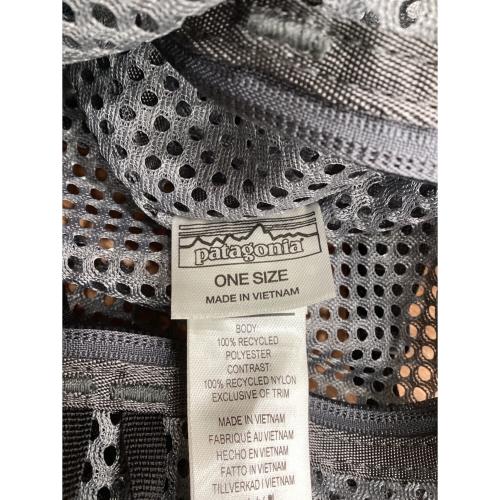 patagonia
ONE SIZE
MADE IN VIETNAM
BODY:
100% RECYCLED
POLYESTER
CONTRAST:
100% RECYCLED NYLON
EXCLUSIVE OF TRIM
MADE IN VIETNAM
FABRIQUÉ AU VIETNAM
HECHO EN VIETNAM
FATTO IN VIETNAM
TILLVERKAD I VIETNAM